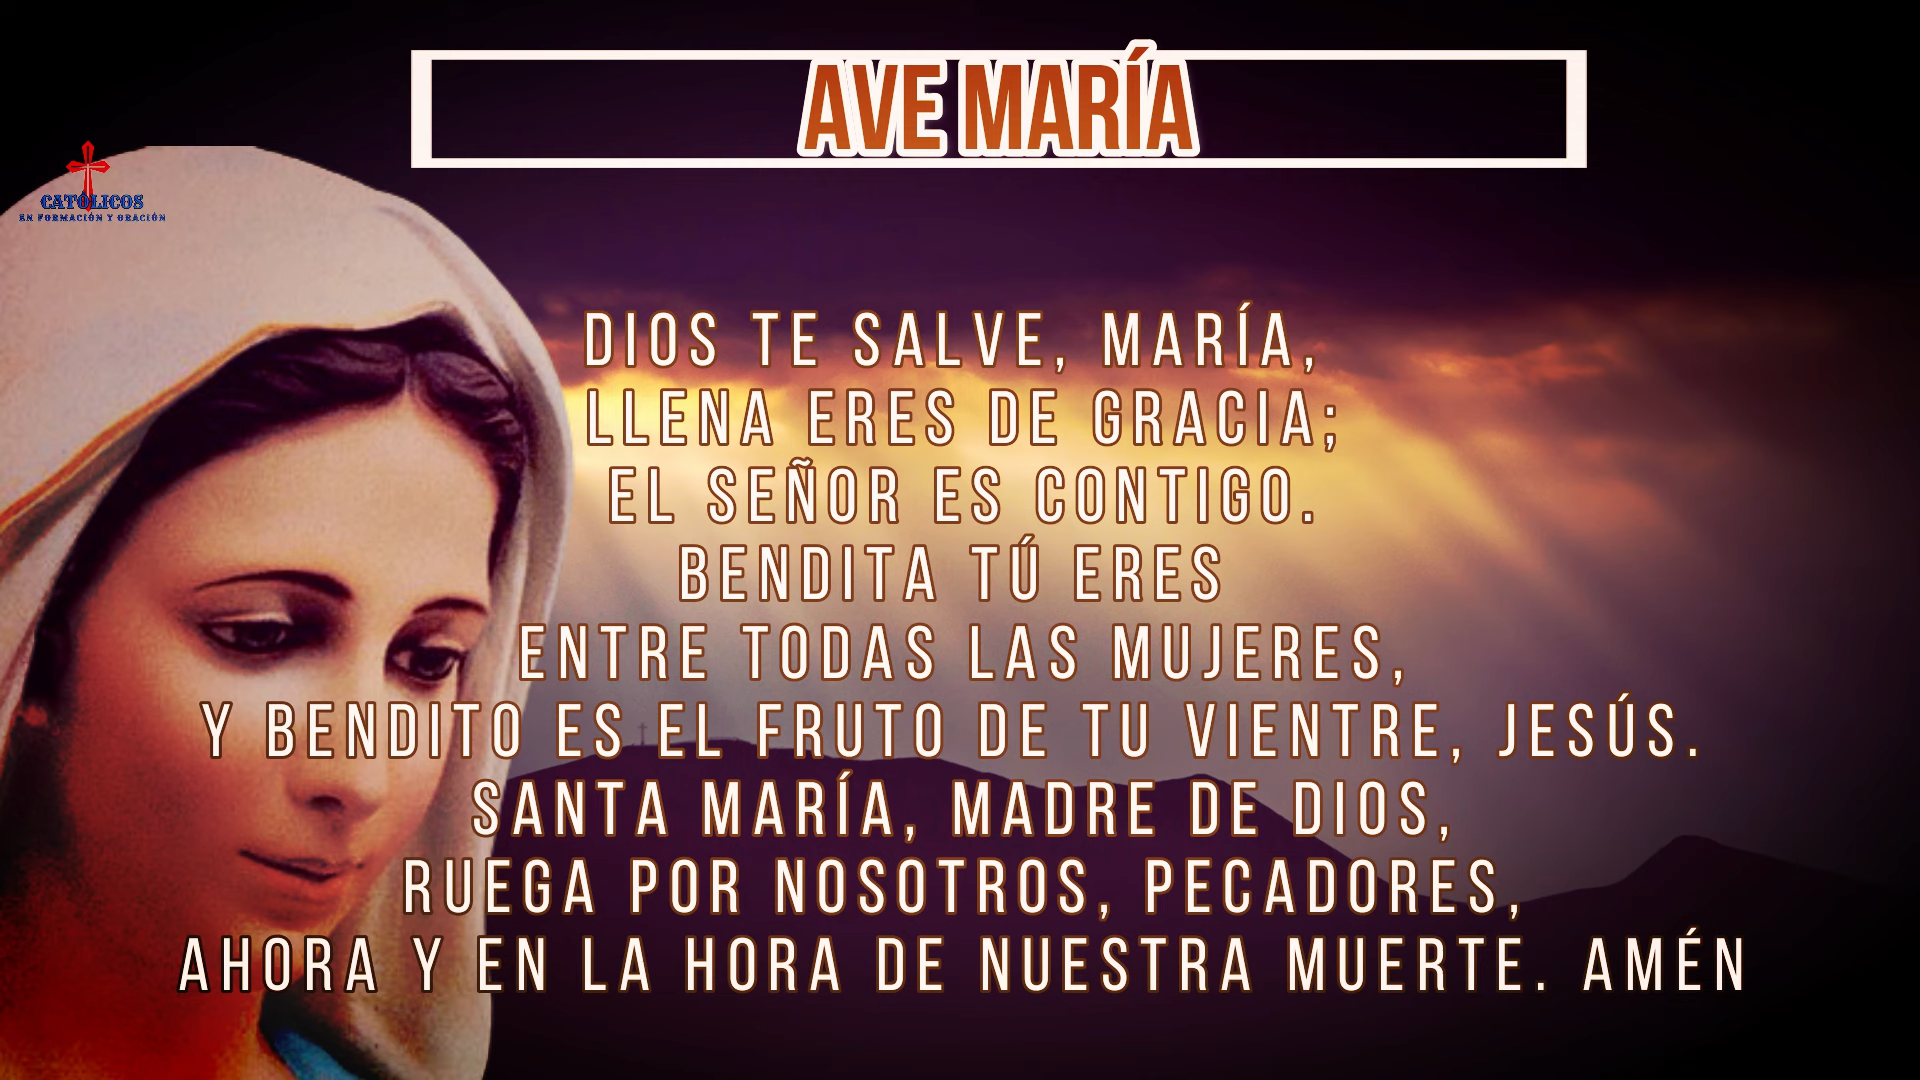 AVE MARÍA
CATÓLICOS
EN FORMACIÓN Y ORACIÓN
DIOS TE SALVE, MARÍA,
LLENA ERES DE GRACIA;
EL SEÑOR ES CONTIGO.
BENDITA TÚ ERES
ENTRE TODAS LAS MUJERES,
Y BENDITO ES EL FRUTO DE TU VIENTRE, JESÚS.
SANTA MARÍA, MADRE DE DIOS,
RUEGA POR NOSOTROS, PECADORES,
AHORA Y EN LA HORA DE NUESTRA MUERTE. AMÉN